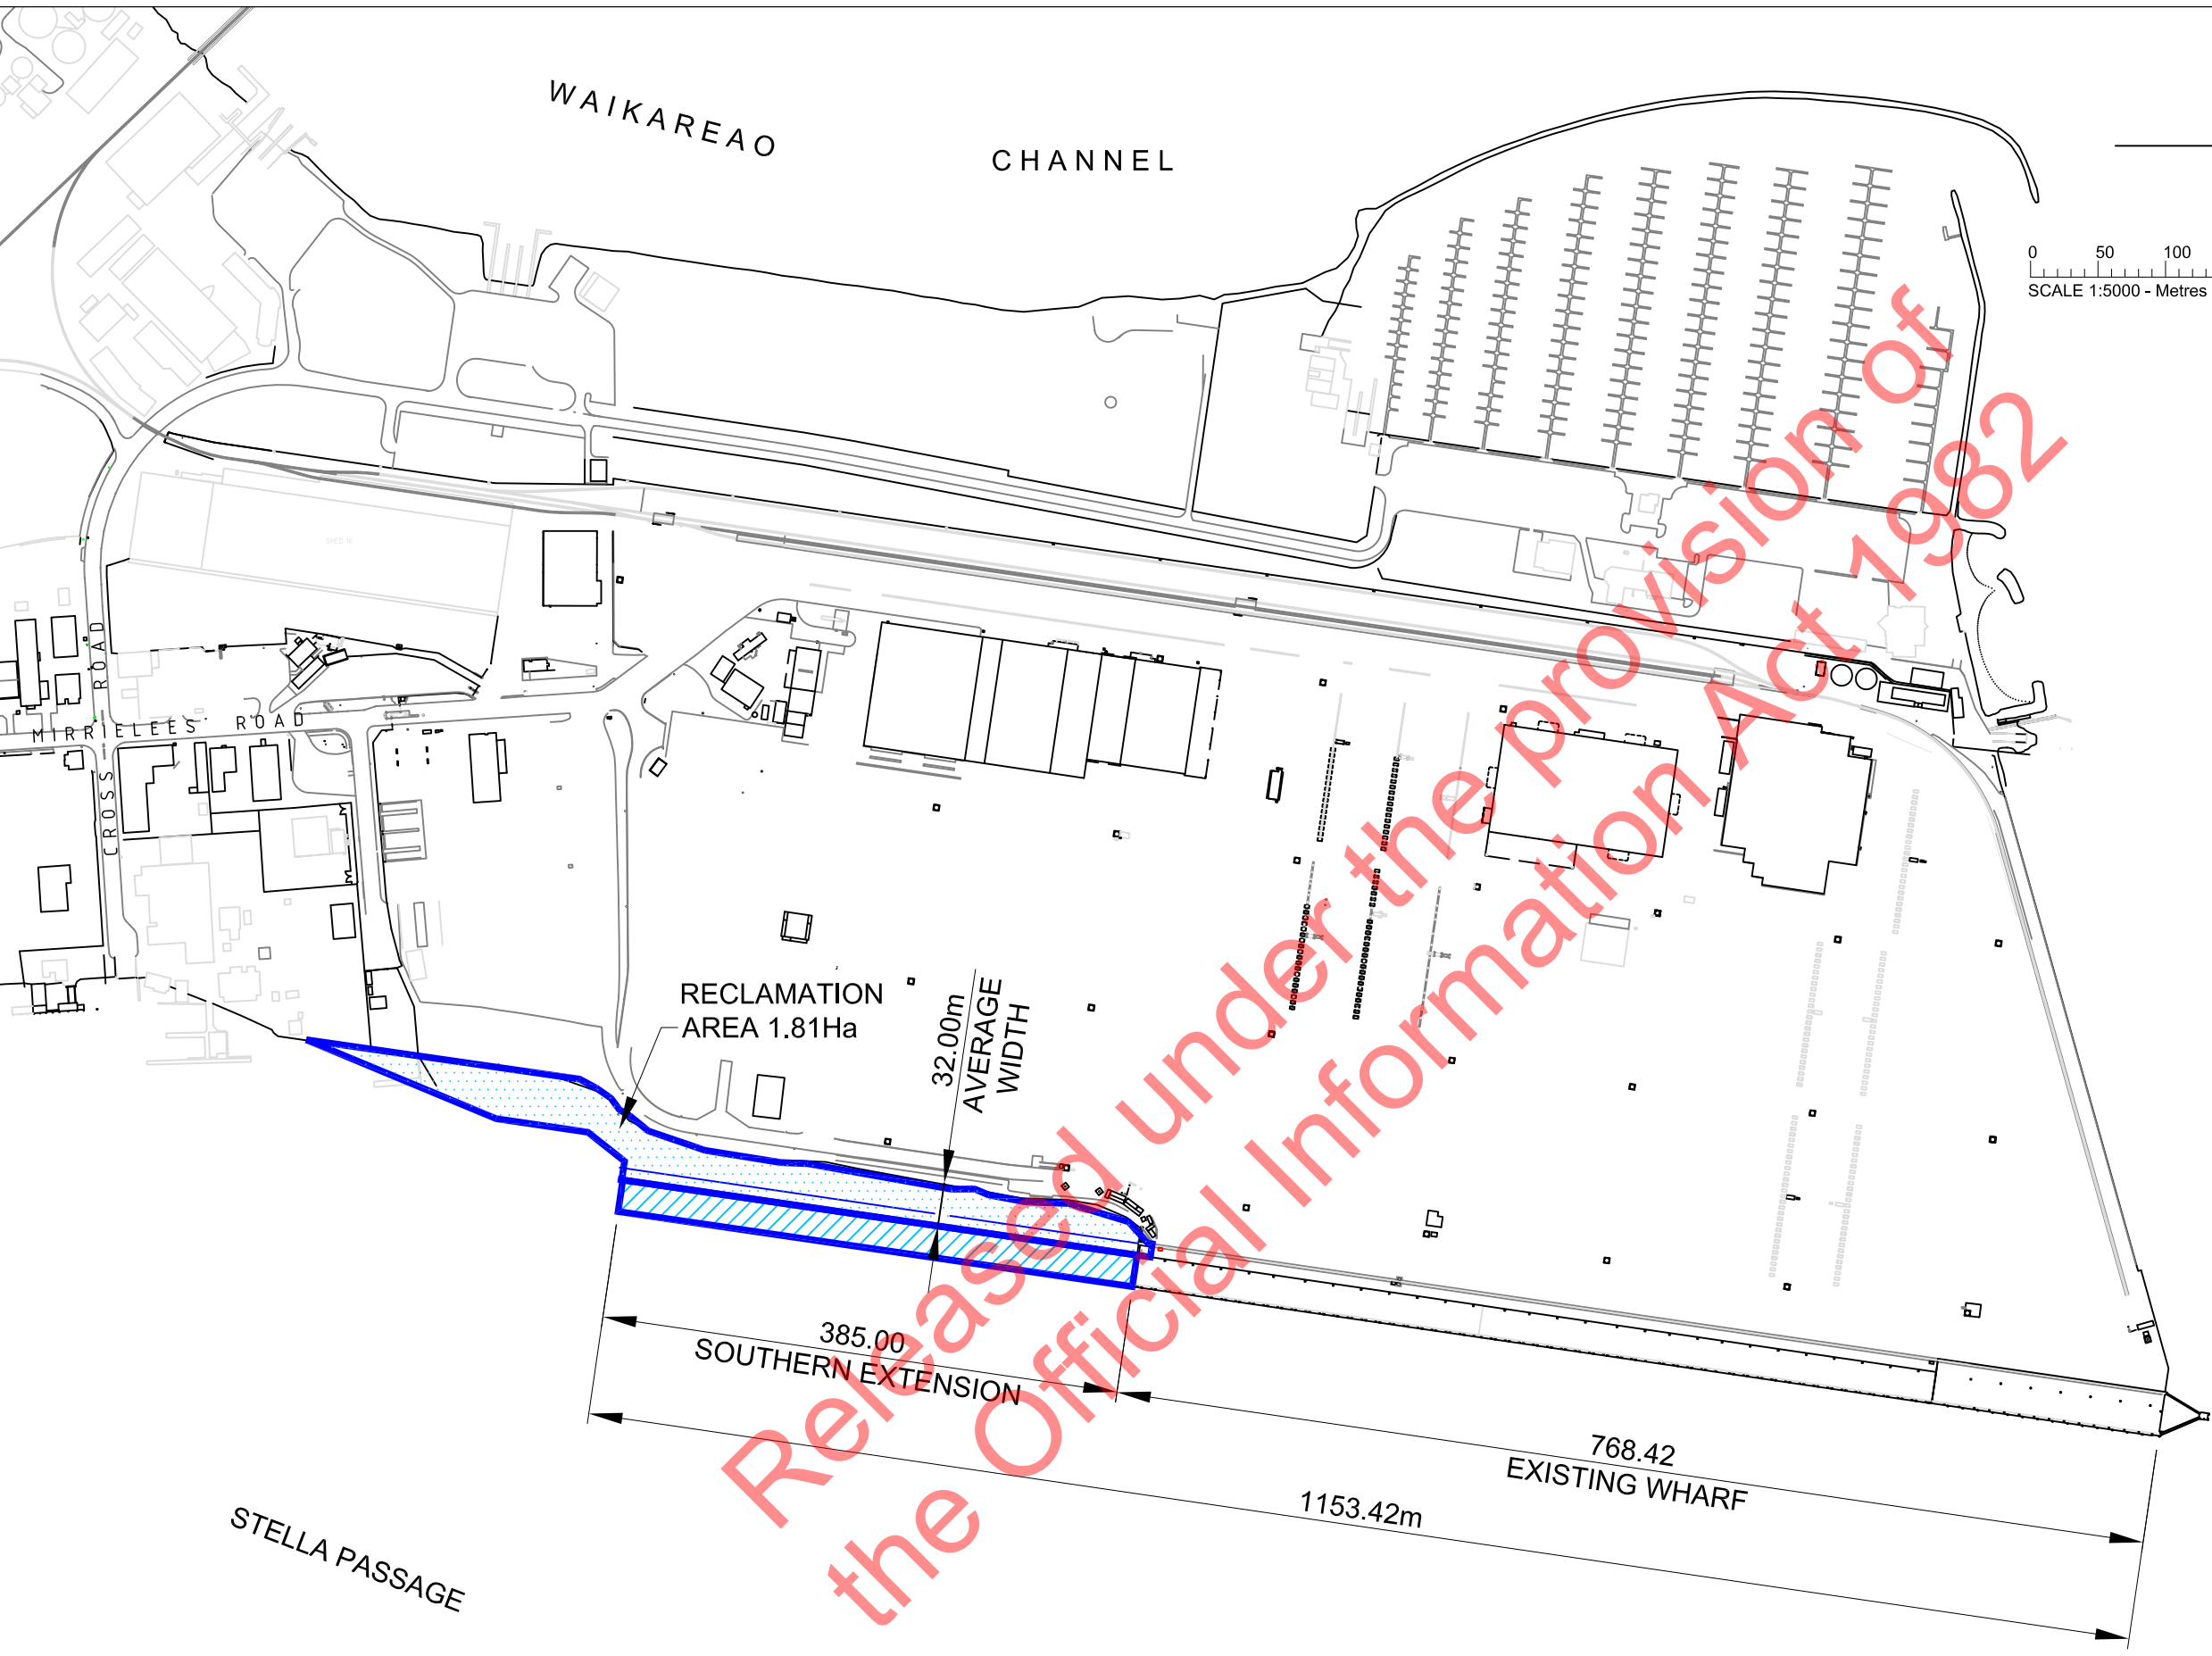 WAIKAREAO
CHANNEL
0 50 100
SCALE 1:5000 - Metres
SHED 16
ROAD
MIRRIELEES ROAD
CROSS
RECLAMATION
AREA 1.81Ha
32.00m
AVERAGE
WIDTH
385.00
SOUTHERN EXTENSION
768.42
EXISTING WHARF
1153.42m
STELLA PASSAGE
Released under the provision of
the Official Information Act 1982